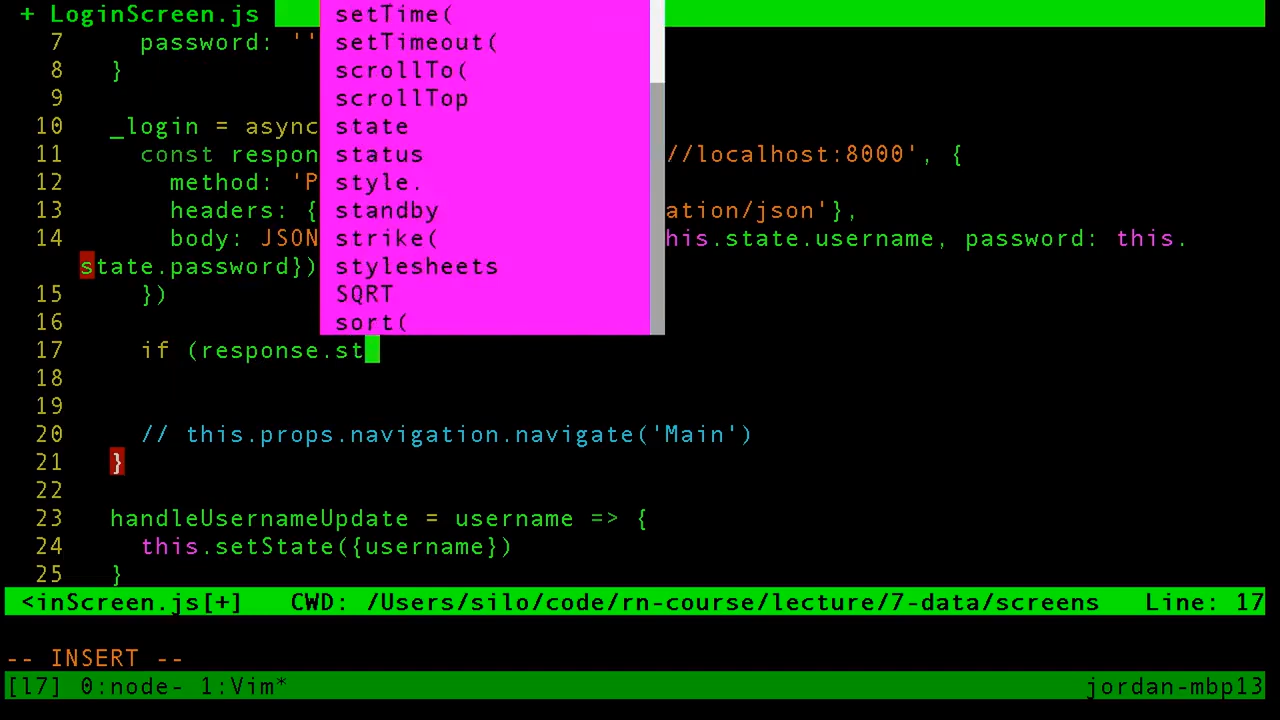 + LoginScreen.js
setTime(
7 password: ''
setTimeout(
8 }
scrollTo(
9
scrollTop
10 _login = async
state
11 const respon
status
//localhost:8000', {
12 method: 'P
style.
13 headers: {
standby
ation/json'},
14 body: JSON
strike(
his.state.username, password: this.
state.password})
stylesheets
15 })
SQRT
16
sort(
17 if (response.st
18
19
20 // this.props.navigation.navigate('Main')
21 }
22
23 handleUsernameUpdate = username => {
24 this.setState({username})
25 }
<inScreen.js[+] CWD: /Users/silo/code/rn-course/lecture/7-data/screens Line: 17
-- INSERT --
[l7] 0:node- 1:Vim* jordan-mbp13